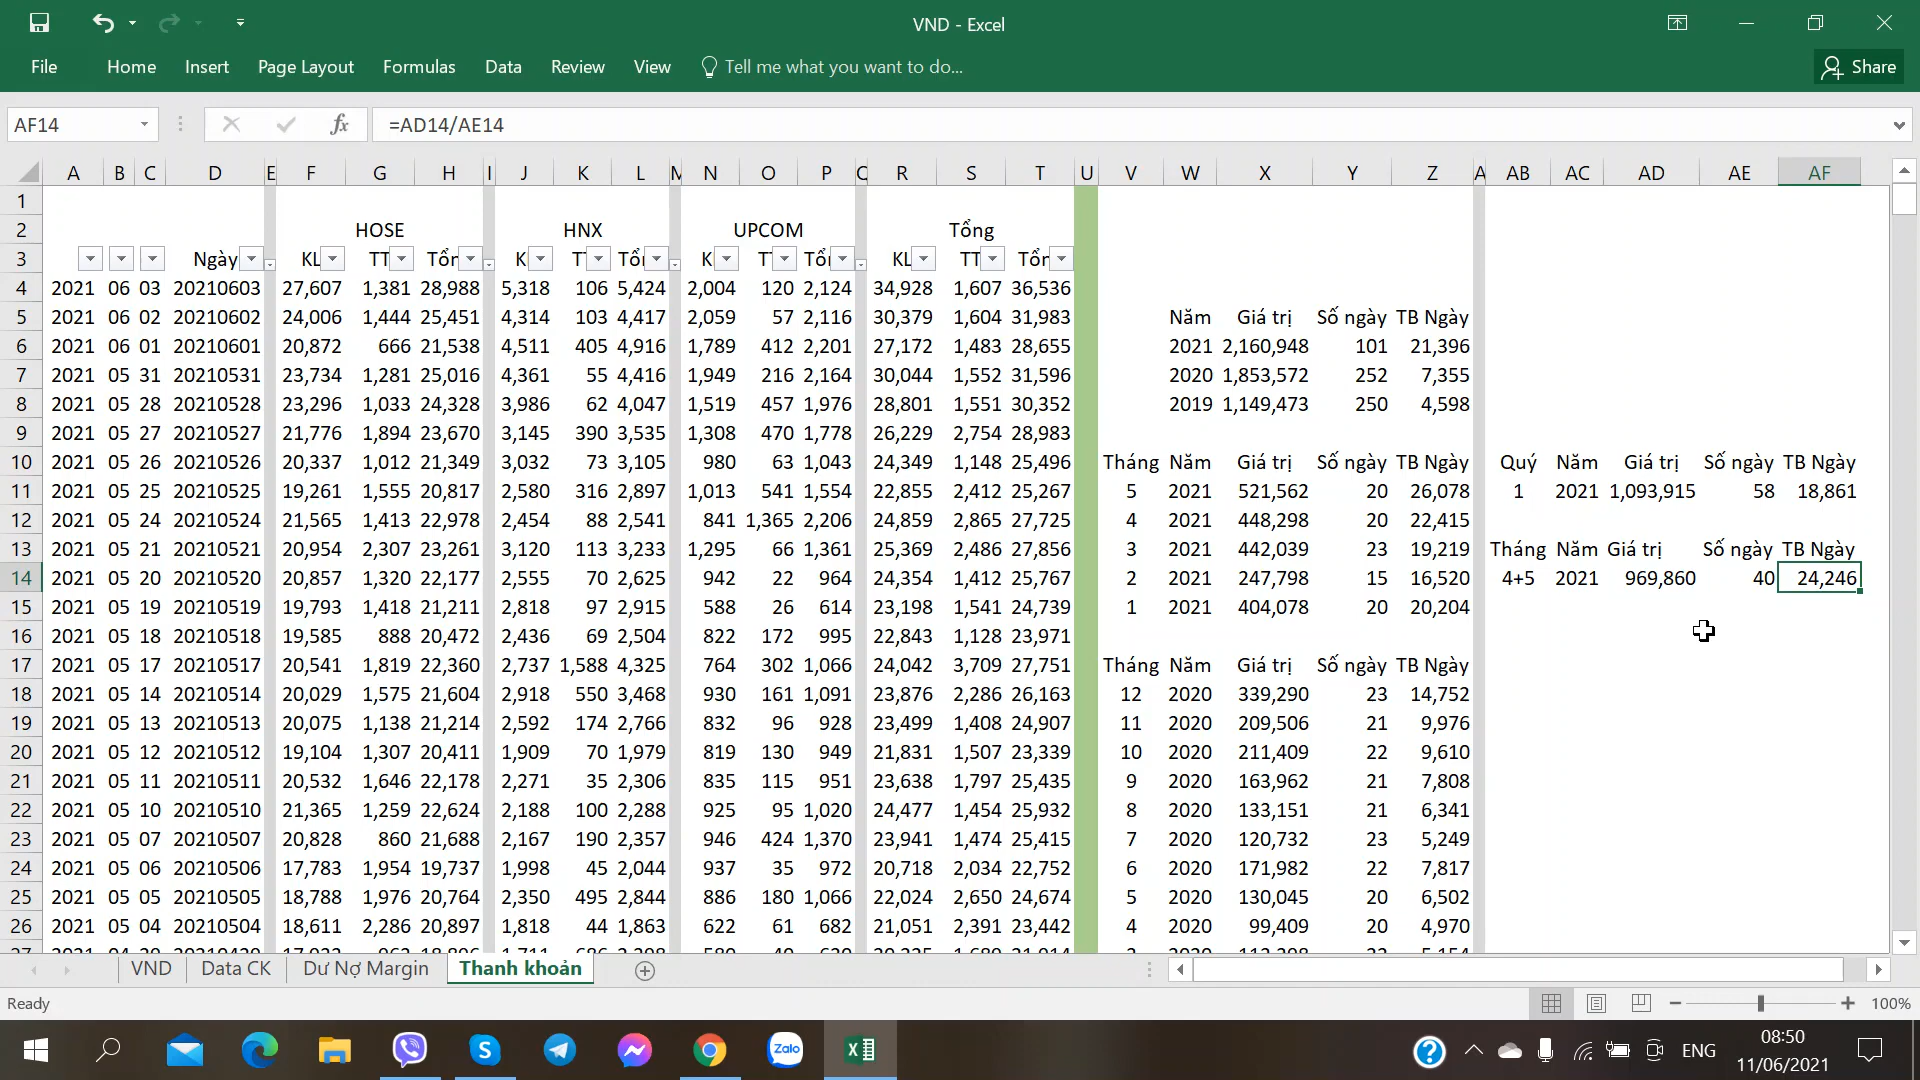 VND - Excel
File Home Insert Page Layout Formulas Data Review View Tell me what you want to do... Share
AF14 fx =AD14/AE14
A B C D E F G H I J K L M N O P Q R S T U V W X Y Z A AB AC AD AE AF
1
2 HOSE HNX UPCOM Tổng
3 Ngày KL TT Tổn K T Tổ K T Tổ KL TT Tổn
4 2021 06 03 20210603 27,607 1,381 28,988 5,318 106 5,424 2,004 120 2,124 34,928 1,607 36,536
5 2021 06 02 20210602 24,006 1,444 25,451 4,314 103 4,417 2,059 57 2,116 30,379 1,604 31,983 Năm Giá trị Số ngày TB Ngày
6 2021 06 01 20210601 20,872 666 21,538 4,511 405 4,916 1,789 412 2,201 27,172 1,483 28,655 2021 2,160,948 101 21,396
7 2021 05 31 20210531 23,734 1,281 25,016 4,361 55 4,416 1,949 216 2,164 30,044 1,552 31,596 2020 1,853,572 252 7,355
8 2021 05 28 20210528 23,296 1,033 24,328 3,986 62 4,047 1,519 457 1,976 28,801 1,551 30,352 2019 1,149,473 250 4,598
9 2021 05 27 20210527 21,776 1,894 23,670 3,145 390 3,535 1,308 470 1,778 26,229 2,754 28,983
10 2021 05 26 20210526 20,337 1,012 21,349 3,032 73 3,105 980 63 1,043 24,349 1,148 25,496 Tháng Năm Giá trị Số ngày TB Ngày Quý Năm Giá trị Số ngày TB Ngày
11 2021 05 25 20210525 19,261 1,555 20,817 2,580 316 2,897 1,013 541 1,554 22,855 2,412 25,267 5 2021 521,562 20 26,078 1 2021 1,093,915 58 18,861
12 2021 05 24 20210524 21,565 1,413 22,978 2,454 88 2,541 841 1,365 2,206 24,859 2,865 27,725 4 2021 448,298 20 22,415
13 2021 05 21 20210521 20,954 2,307 23,261 3,120 113 3,233 1,295 66 1,361 25,369 2,486 27,856 3 2021 442,039 23 19,219 Tháng Năm Giá trị Số ngày TB Ngày
14 2021 05 20 20210520 20,857 1,320 22,177 2,555 70 2,625 942 22 964 24,354 1,412 25,767 2 2021 247,798 15 16,520 4+5 2021 969,860 40 24,246
15 2021 05 19 20210519 19,793 1,418 21,211 2,818 97 2,915 588 26 614 23,198 1,541 24,739 1 2021 404,078 20 20,204
16 2021 05 18 20210518 19,585 888 20,472 2,436 69 2,504 822 172 995 22,843 1,128 23,971
17 2021 05 17 20210517 20,541 1,819 22,360 2,737 1,588 4,325 764 302 1,066 24,042 3,709 27,751 Tháng Năm Giá trị Số ngày TB Ngày
18 2021 05 14 20210514 20,029 1,575 21,604 2,918 550 3,468 930 161 1,091 23,876 2,286 26,163 12 2020 339,290 23 14,752
19 2021 05 13 20210513 20,075 1,138 21,214 2,592 174 2,766 832 96 928 23,499 1,408 24,907 11 2020 209,506 21 9,976
20 2021 05 12 20210512 19,104 1,307 20,411 1,909 70 1,979 819 130 949 21,831 1,507 23,339 10 2020 211,409 22 9,610
21 2021 05 11 20210511 20,532 1,646 22,178 2,271 35 2,306 835 115 951 23,638 1,797 25,435 9 2020 163,962 21 7,808
22 2021 05 10 20210510 21,365 1,259 22,624 2,188 100 2,288 925 95 1,020 24,477 1,454 25,932 8 2020 133,151 21 6,341
23 2021 05 07 20210507 20,828 860 21,688 2,167 190 2,357 946 424 1,370 23,941 1,474 25,415 7 2020 120,732 23 5,249
24 2021 05 06 20210506 17,783 1,954 19,737 1,998 45 2,044 937 35 972 20,718 2,034 22,752 6 2020 171,982 22 7,817
25 2021 05 05 20210505 18,788 1,976 20,764 2,350 495 2,844 886 180 1,066 22,024 2,650 24,674 5 2020 130,045 20 6,502
26 2021 05 04 20210504 18,611 2,286 20,897 1,818 44 1,863 622 61 682 21,051 2,391 23,442 4 2020 99,409 20 4,970
VND Data CK Dư Nợ Margin Thanh khoản
Ready 100%
Zalo ENG 08:50
11/06/2021